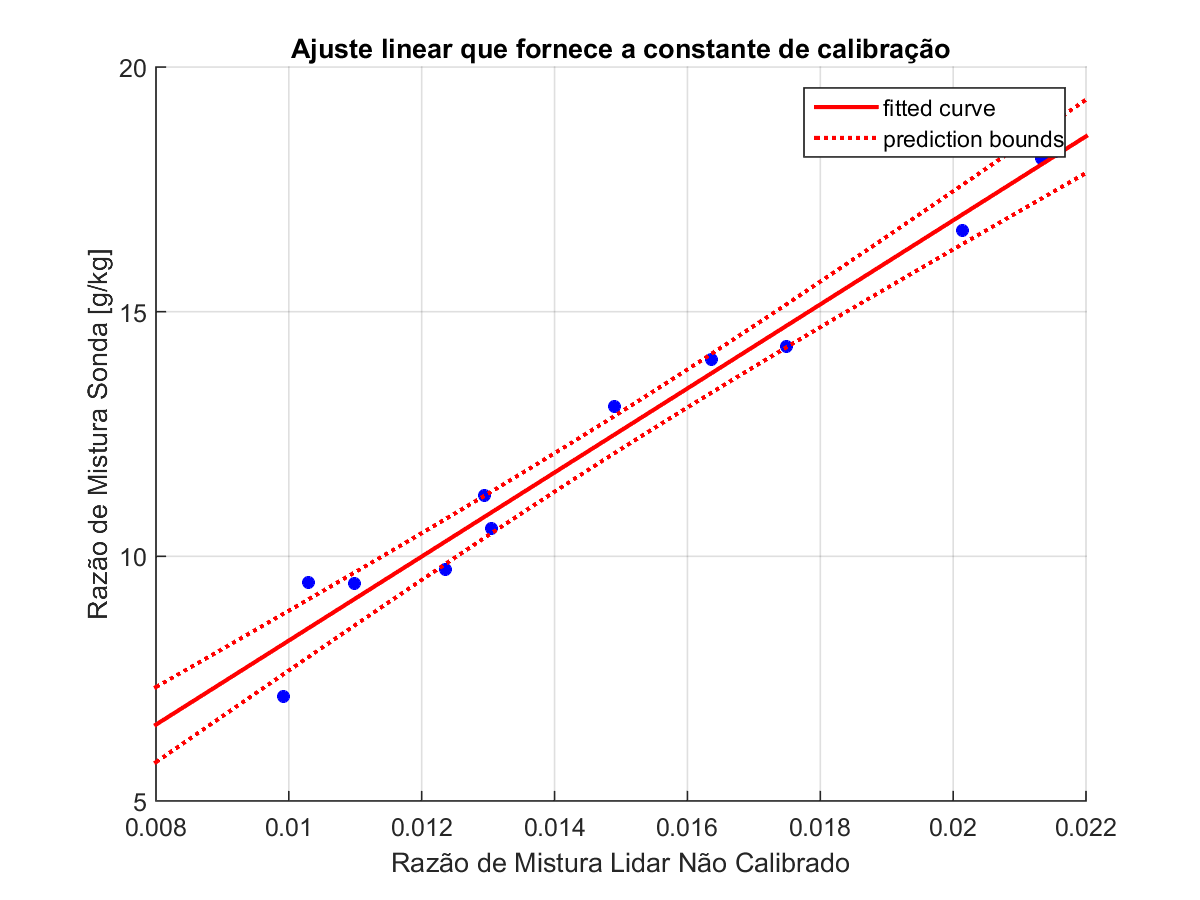 Ajuste linear que fornece a constante de calibração
fitted curve
prediction bounds
20
15
10
5
Razão de Mistura Sonda [g/kg]
0.008 0.01 0.012 0.014 0.016 0.018 0.02 0.022
Razão de Mistura Lidar Não Calibrado